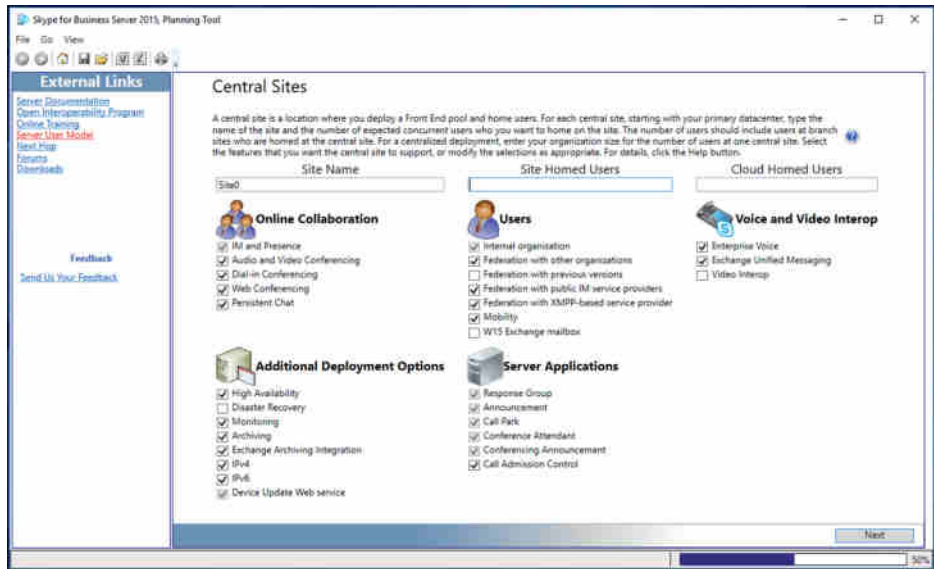 Skype for Business Server 2015, Planning Tool
File Go View
External Links
Server Documentation
Open Interoperability Program
Online Training
Server User Model
Next Hop
Forums
Downloads
Feedback
Send Us Your Feedback
Central Sites
A central site is a location where you deploy a Front End pool and home users. For each central site, starting with your primary datacenter, type the
name of the site and the number of expected concurrent users who you want to home on the site. The number of users should include users at branch
sites who are homed at the central site. For a centralized deployment, enter your organization size for the number of users at one central site. Select
the features that you want the central site to support, or modify the selections as appropriate. For details, click the Help button.
Site Name Site Homed Users Cloud Homed Users
Site0
Online Collaboration
IM and Presence
Audio and Video Conferencing
Dial-in Conferencing
Web Conferencing
Persistent Chat
Users
Internal organization
Federation with other organizations
Federation with previous versions
Federation with public IM service providers
Federation with XMPP-based service provider
Mobility
W15 Exchange mailbox
Voice and Video Interop
Enterprise Voice
Exchange Unified Messaging
Video Interop
Additional Deployment Options
High Availability
Disaster Recovery
Monitoring
Archiving
Exchange Archiving Integration
IPv4
IPv6
Device Update Web service
Server Applications
Response Group
Announcement
Call Park
Conference Attendant
Conferencing Announcement
Call Admission Control
Next
50%